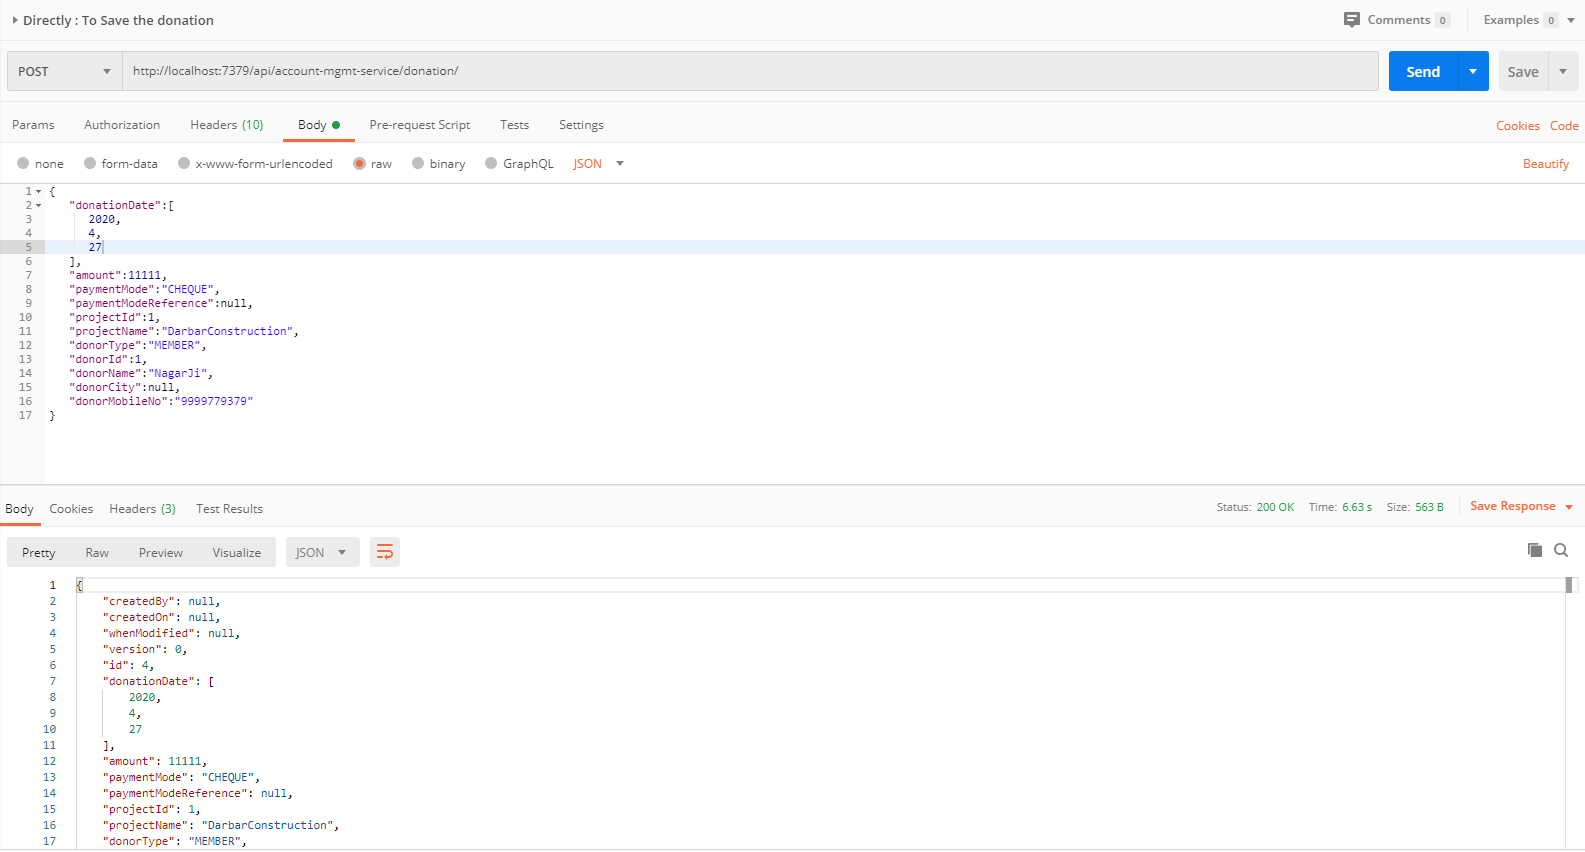 Directly : To Save the donation
Comments 0 Examples 0
POST http://localhost:7379/api/account-mgmt-service/donation/ Send Save
Params Authorization Headers (10) Body Pre-request Script Tests Settings Cookies Code
none form-data x-www-form-urlencoded raw binary GraphQL JSON Beautify
1 {
2 "donationDate":[
3 2020,
4 4,
5 27
6 ],
7 "amount":11111,
8 "paymentMode":"CHEQUE",
9 "paymentModeReference":null,
10 "projectId":1,
11 "projectName":"DarbarConstruction",
12 "donorType":"MEMBER",
13 "donorId":1,
14 "donorName":"NagarJi",
15 "donorCity":null,
16 "donorMobileNo":"9999779379"
17 }
Body Cookies Headers (3) Test Results Status: 200 OK Time: 6.63 s Size: 563 B Save Response
Pretty Raw Preview Visualize JSON
1 {
2 "createdBy": null,
3 "createdOn": null,
4 "whenModified": null,
5 "version": 0,
6 "id": 4,
7 "donationDate": [
8 2020,
9 4,
10 27
11 ],
12 "amount": 11111,
13 "paymentMode": "CHEQUE",
14 "paymentModeReference": null,
15 "projectId": 1,
16 "projectName": "DarbarConstruction",
17 "donorType": "MEMBER",